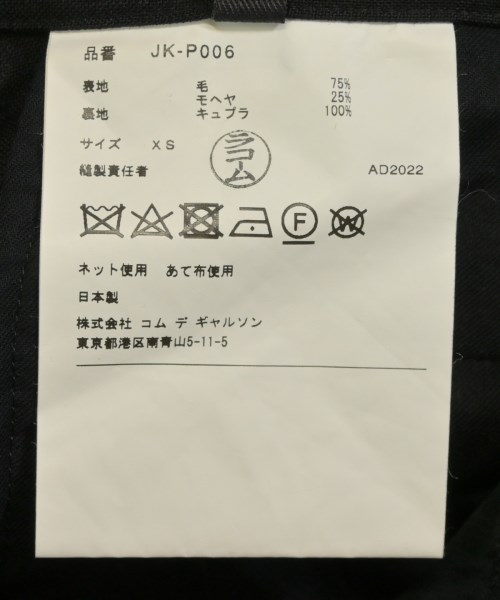 品番 JK-P006
表地 毛 75%
モヘヤ 25%
裏地 キュプラ 100%
サイズ XS
ラコーム
縫製責任者 AD2022
F W
ネット使用 あて布使用
日本製
株式会社 コム デ ギャルソン
東京都港区南青山5-11-5